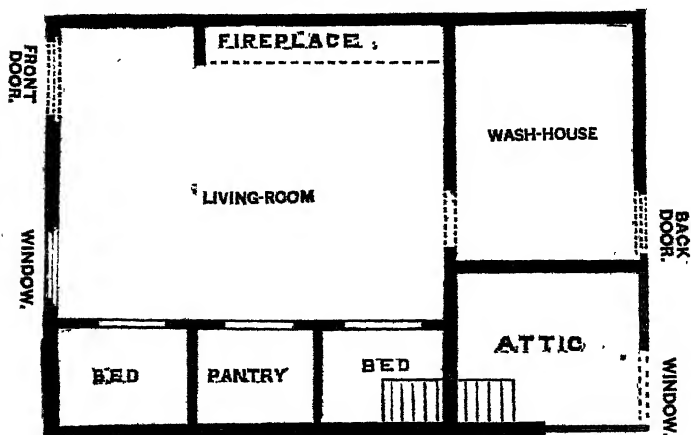 FIREPLACE
FRONT
DOOR.
WASH-HOUSE
LIVING-ROOM
BACK
DOOR.
WINDOW.
ATTIC
BED
PANTRY
BED
WINDOW.